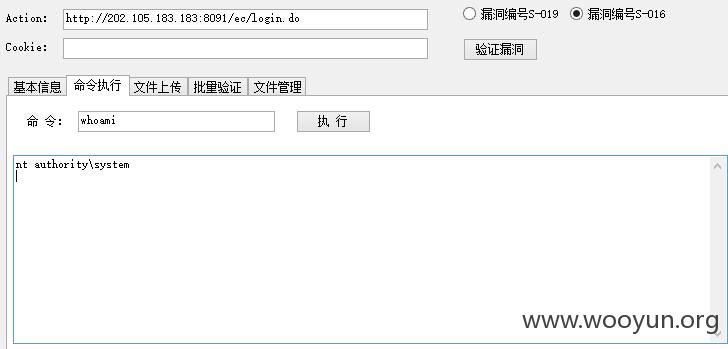 Action: http://202.105.183.183:8091/ec/login.do 漏洞编号S-019 漏洞编号S-016
Cookie: 验证漏洞
基本信息 命令执行 文件上传 批量验证 文件管理
命 令: whoami 执 行
nt authority\system
www.wooyun.org